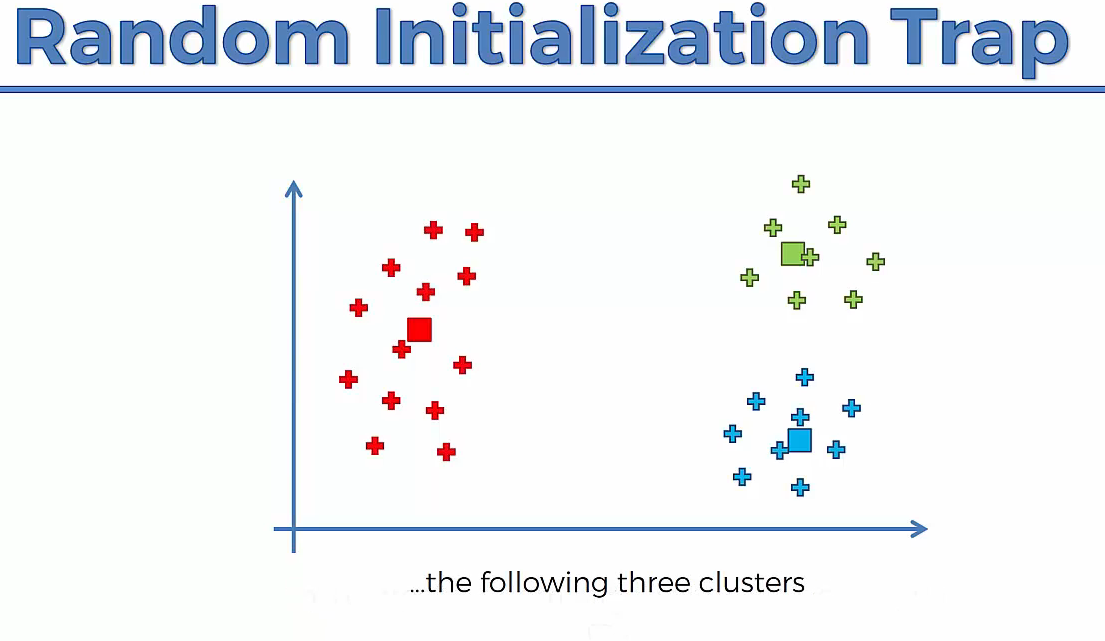 Random Initialization Trap
...the following three clusters